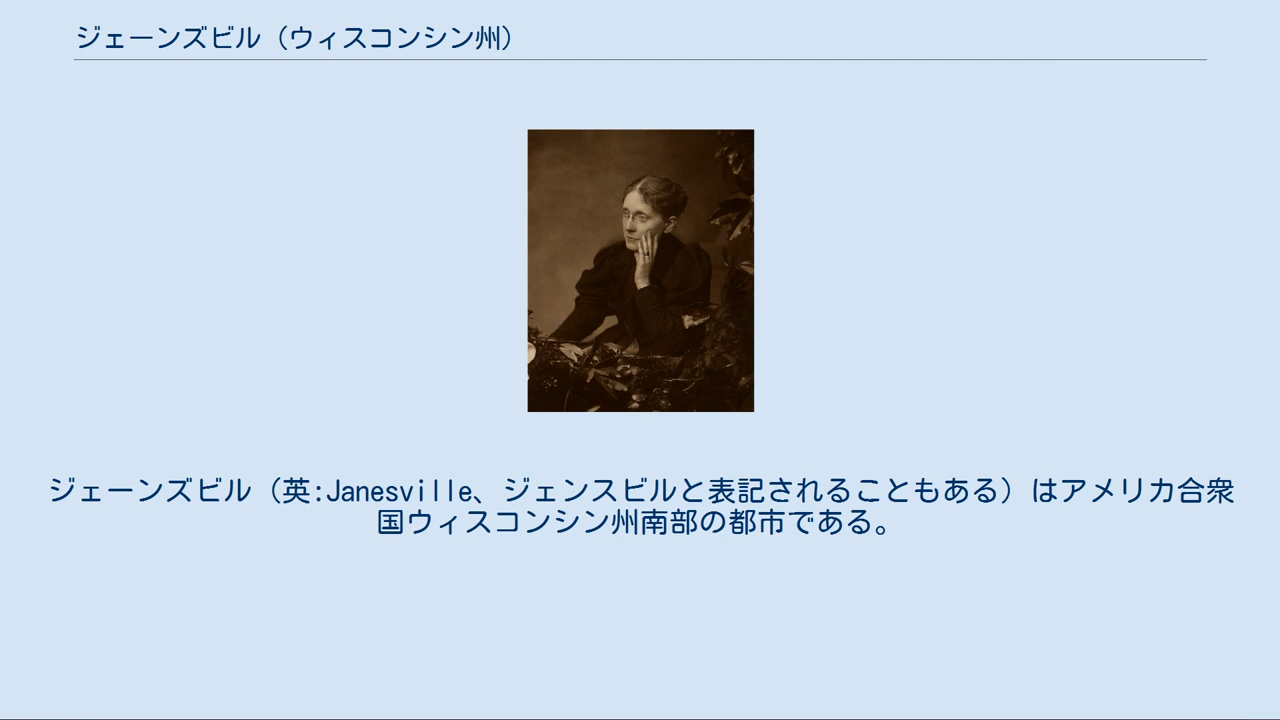 ジェーンズビル（ウィスコンシン州）
ジェーンズビル（英:Janesville、ジェンスビルと表記されることもある）はアメリカ合衆
国ウィスコンシン州南部の都市である。